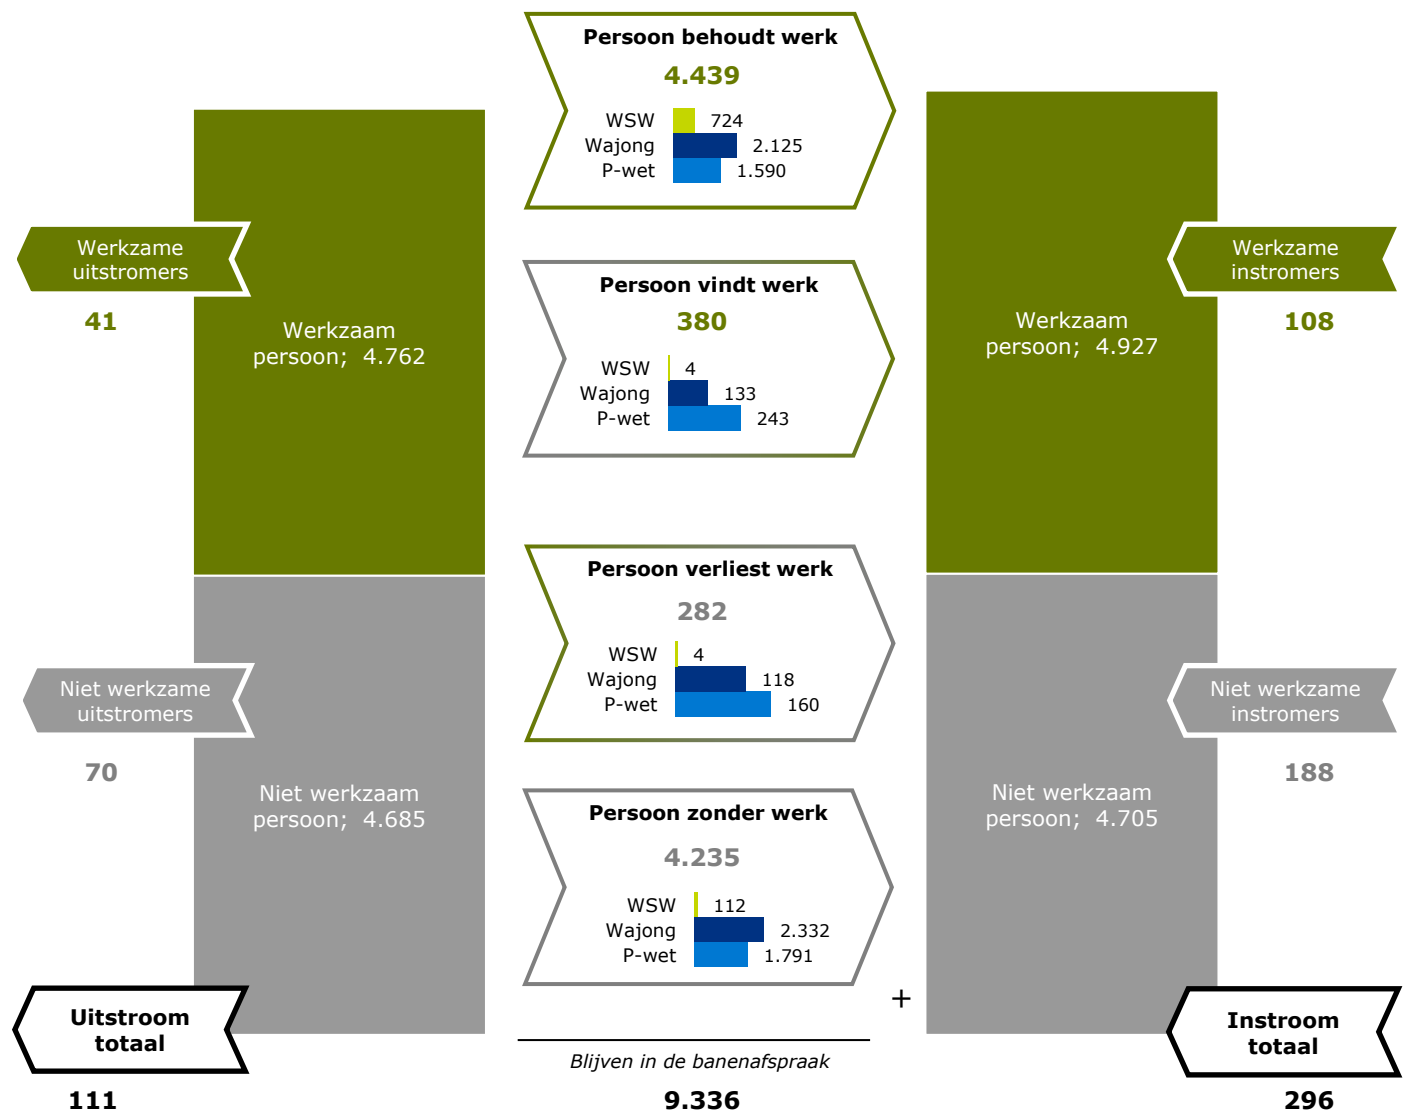 Werkzame
uitstromers
41
Niet werkzame
uitstromers
70
Uitstroom
totaal
111
Werkzaam
persoon; 4.762
Niet werkzaam
persoon; 4.685
Persoon behoudt werk
4.439
WSW 724
Wajong 2.125
P-wet 1.590
Persoon vindt werk
380
WSW 4
Wajong 133
P-wet 243
Persoon verliest werk
282
WSW 4
Wajong 118
P-wet 160
Persoon zonder werk
4.235
WSW 112
Wajong 2.332
P-wet 1.791
+
Blijven in de banenafspraak
9.336
Werkzaam
persoon; 4.927
Niet werkzaam
persoon; 4.705
Werkzame
instromers
108
Niet werkzame
instromers
188
Instroom
totaal
296